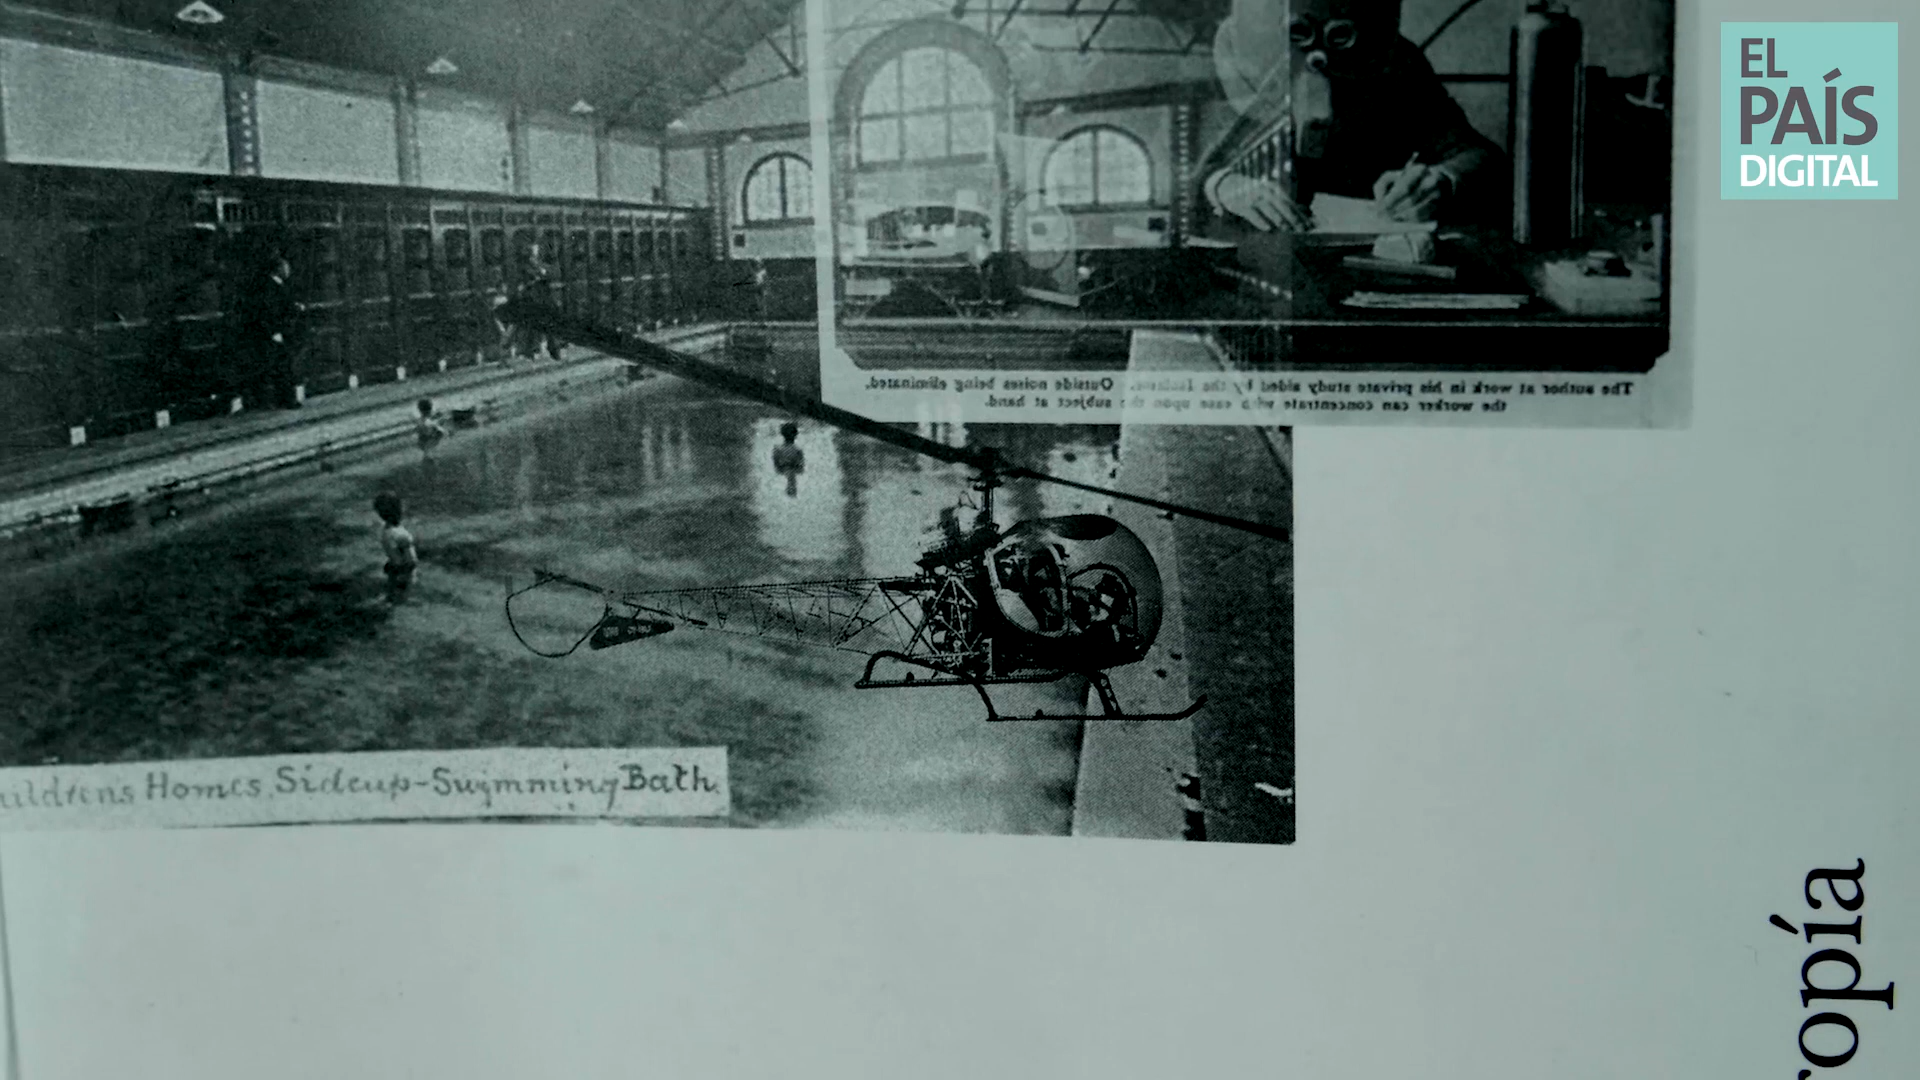 EL
PAÍS
DIGITAL
The author at work in his private study aided by the Isolator. Outside noises being eliminated,
the worker can concentrate with ease upon the subject at hand.
Homes, Sidcup-Swimming Bath.
ropía